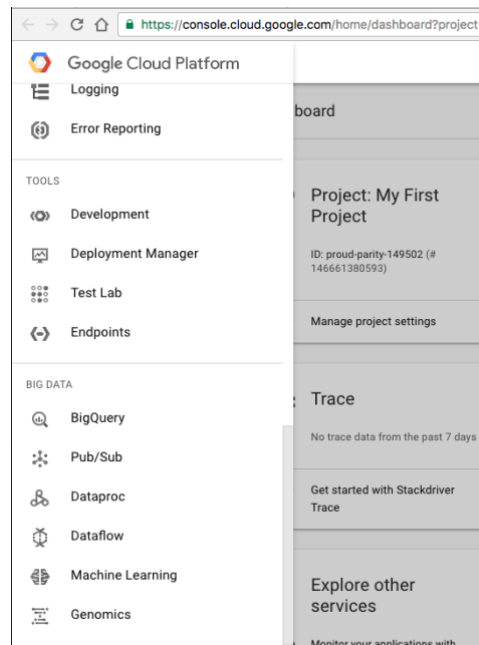 https://console.cloud.google.com/home/dashboard?project
Google Cloud Platform
Logging
Error Reporting
TOOLS
Development
Deployment Manager
Test Lab
Endpoints
BIG DATA
BigQuery
Pub/Sub
Dataproc
Dataflow
Machine Learning
Genomics
board
Project: My First
Project
ID: proud-parity-149502 (#
146661380593)
Manage project settings
Trace
No trace data from the past 7 days
Get started with Stackdriver
Trace
Explore other
services
Monitor your applications with